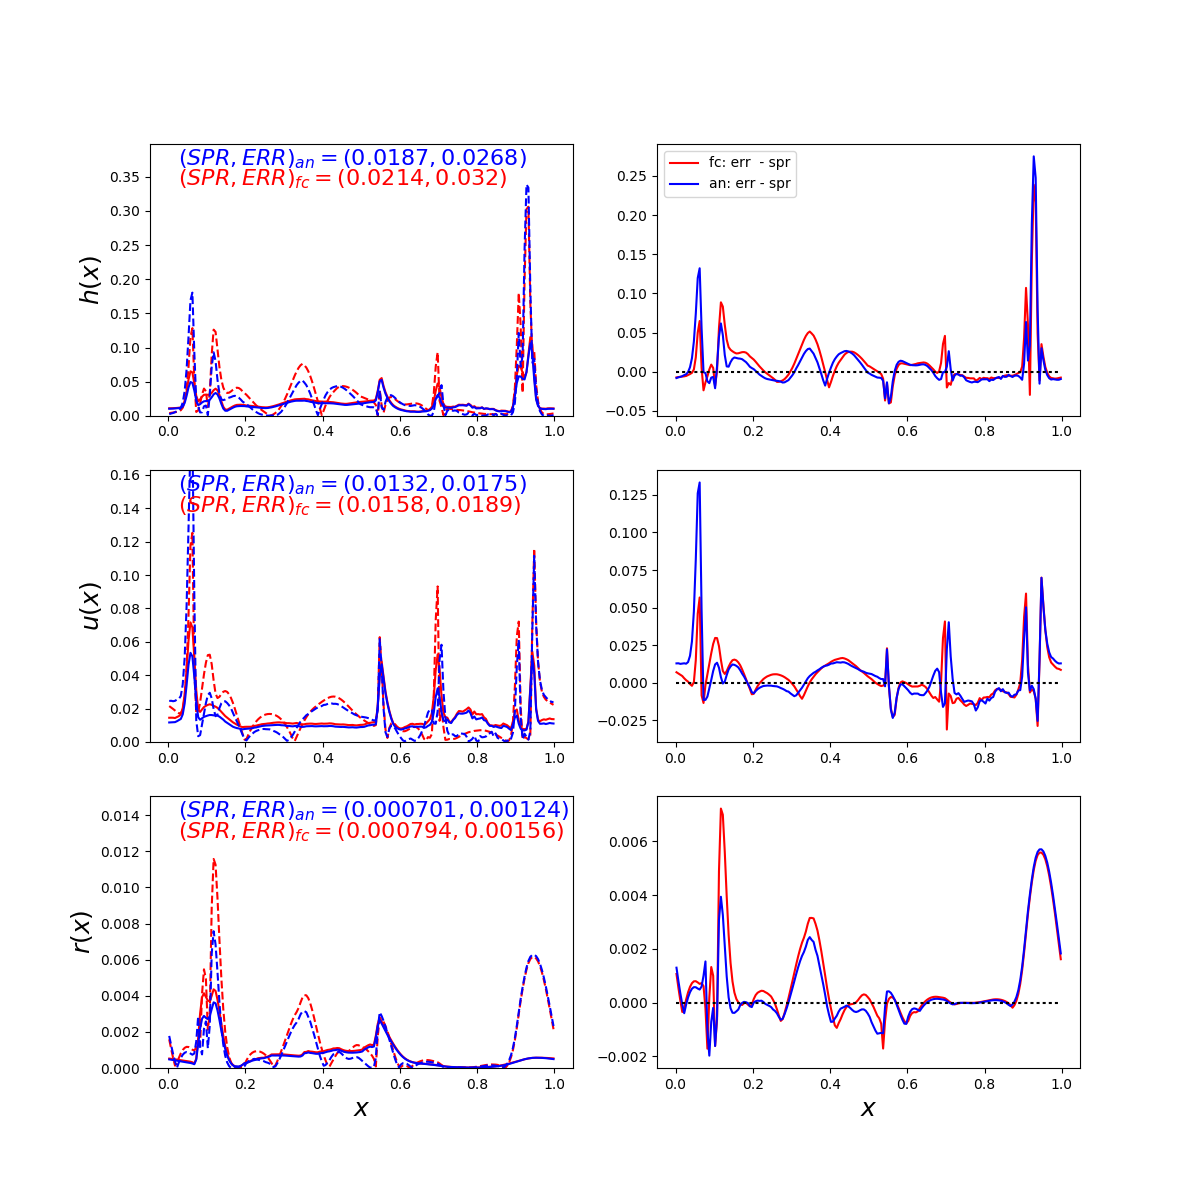 (SPR, ERR)an = (0.0187, 0.0268)
(SPR, ERR)fc = (0.0214, 0.032)
h(x)
0.35
0.30
0.25
0.20
0.15
0.10
0.05
0.00
0.0 0.2 0.4 0.6 0.8 1.0
fc: err - spr
an: err - spr
0.25
0.20
0.15
0.10
0.05
0.00
−0.05
0.0 0.2 0.4 0.6 0.8 1.0
(SPR, ERR)an = (0.0132, 0.0175)
(SPR, ERR)fc = (0.0158, 0.0189)
u(x)
0.16
0.14
0.12
0.10
0.08
0.06
0.04
0.02
0.00
0.0 0.2 0.4 0.6 0.8 1.0
0.125
0.100
0.075
0.050
0.025
0.000
−0.025
0.0 0.2 0.4 0.6 0.8 1.0
(SPR, ERR)an = (0.000701, 0.00124)
(SPR, ERR)fc = (0.000794, 0.00156)
r(x)
0.014
0.012
0.010
0.008
0.006
0.004
0.002
0.000
0.0 0.2 0.4 0.6 0.8 1.0
x
0.006
0.004
0.002
0.000
−0.002
0.0 0.2 0.4 0.6 0.8 1.0
x